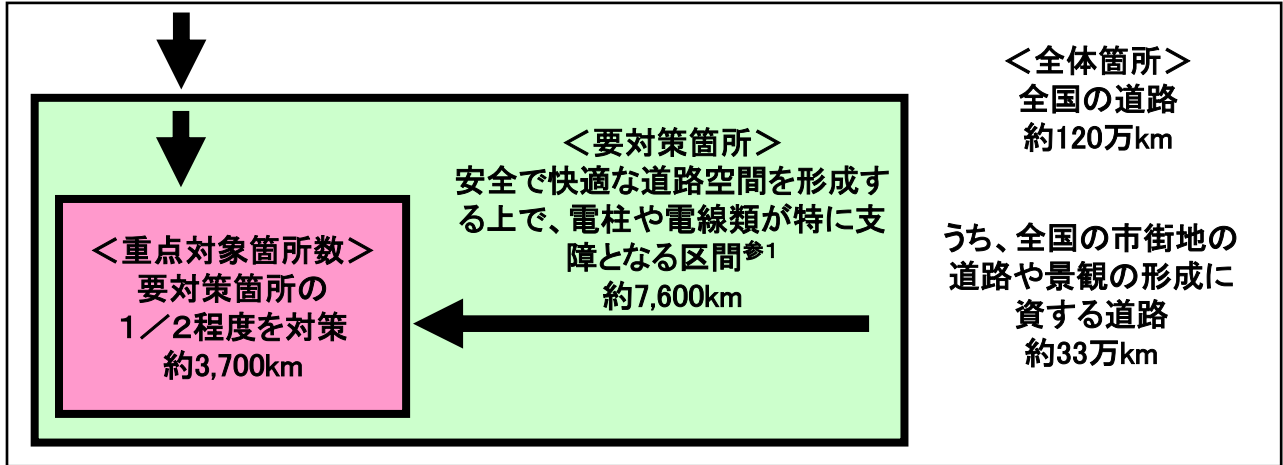 ＜全体箇所＞
全国の道路
約120万km
うち、全国の市街地の
道路や景観の形成に
資する道路
約33万km
＜要対策箇所＞
安全で快適な道路空間を形成す
る上で、電柱や電線類が特に支
障となる区間参1
約7,600km
＜重点対象箇所数＞
要対策箇所の
１／２程度を対策
約3,700km